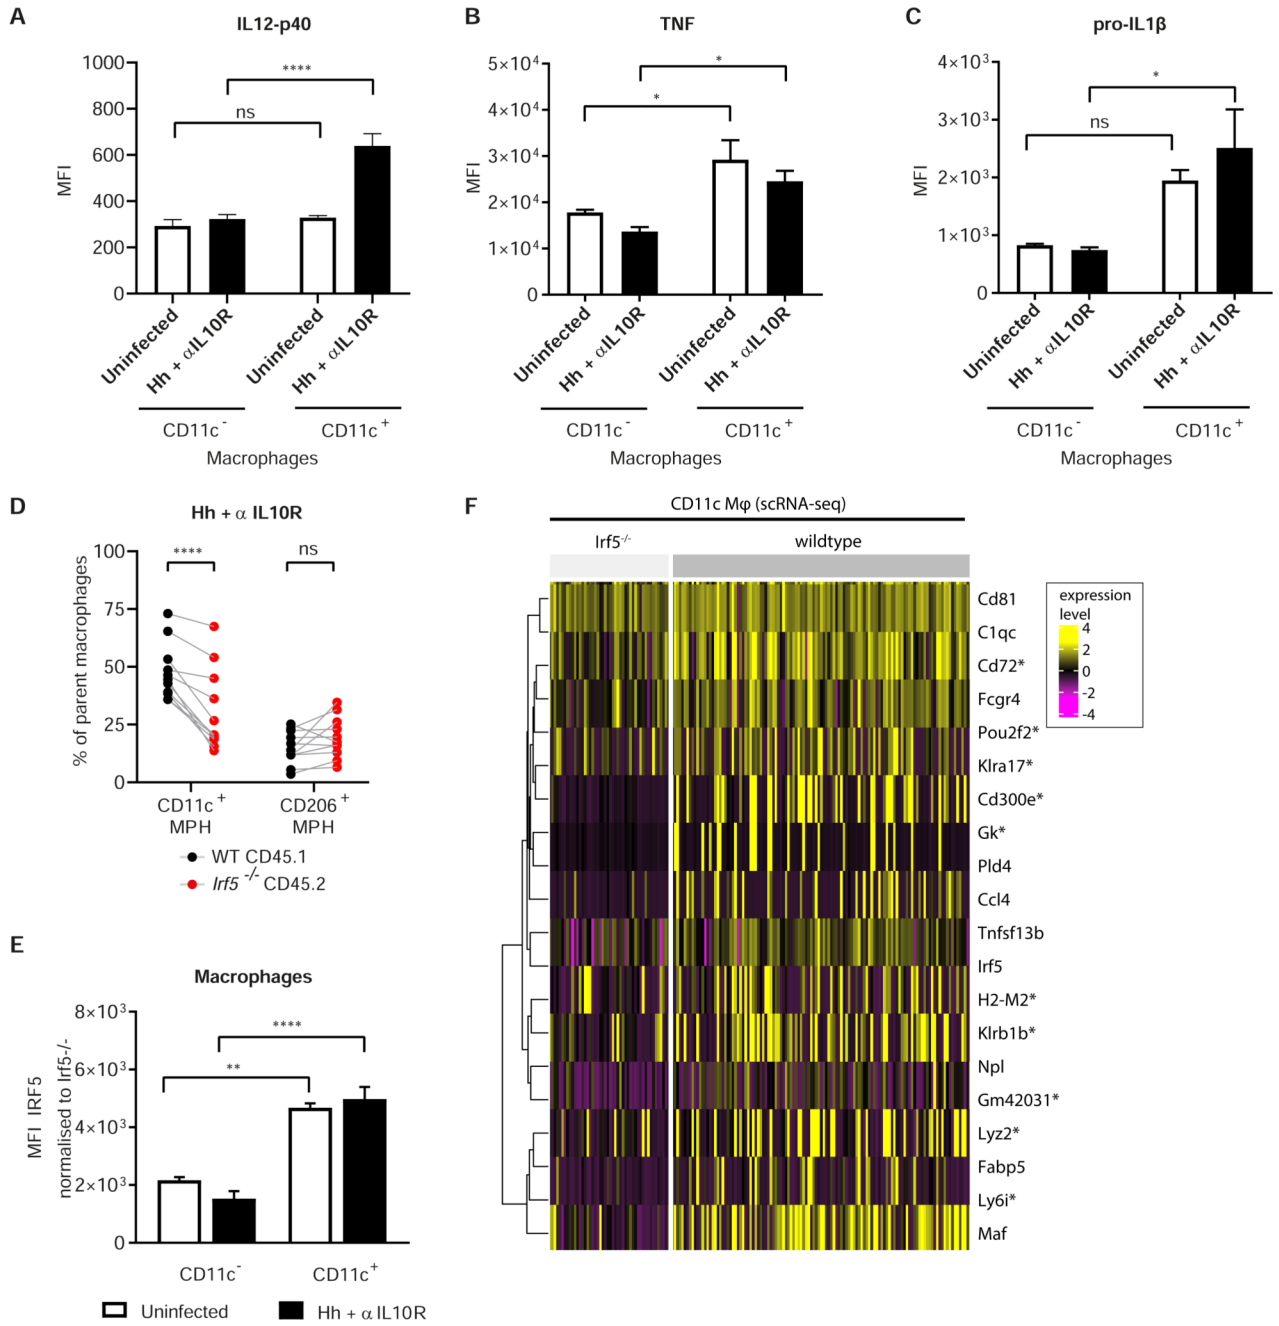 A
IL12-p40
MFI
1000
800
600
400
200
0
ns
****
Uninfected
Hh + αIL10R
Uninfected
Hh + αIL10R
CD11c-
CD11c+
Macrophages
B
TNF
MFI
5×10⁴
4×10⁴
3×10⁴
2×10⁴
1×10⁴
0
*
*
Uninfected
Hh + αIL10R
Uninfected
Hh + αIL10R
CD11c-
CD11c+
Macrophages
C
pro-IL1β
MFI
4×10³
3×10³
2×10³
1×10³
0
ns
*
Uninfected
Hh + αIL10R
Uninfected
Hh + αIL10R
CD11c-
CD11c+
Macrophages
D
Hh + α IL10R
% of parent macrophages
100
75
50
25
0
****
ns
CD11c+
MPH
CD206+
MPH
WT CD45.1
Irf5 -/- CD45.2
E
Macrophages
MFI IRF5
normalised to Irf5-/-
8×10³
6×10³
4×10³
2×10³
0
**
****
CD11c-
CD11c+
Uninfected
Hh + α IL10R
F
CD11c Mφ (scRNA-seq)
Irf5-/-
wildtype
Cd81
C1qc
Cd72*
Fcgr4
Pou2f2*
Klra17*
Cd300e*
Gk*
Pld4
Ccl4
Tnfsf13b
Irf5
H2-M2*
Klrb1b*
Npl
Gm42031*
Lyz2*
Fabp5
Ly6i*
Maf
expression
level
4
2
0
-2
-4